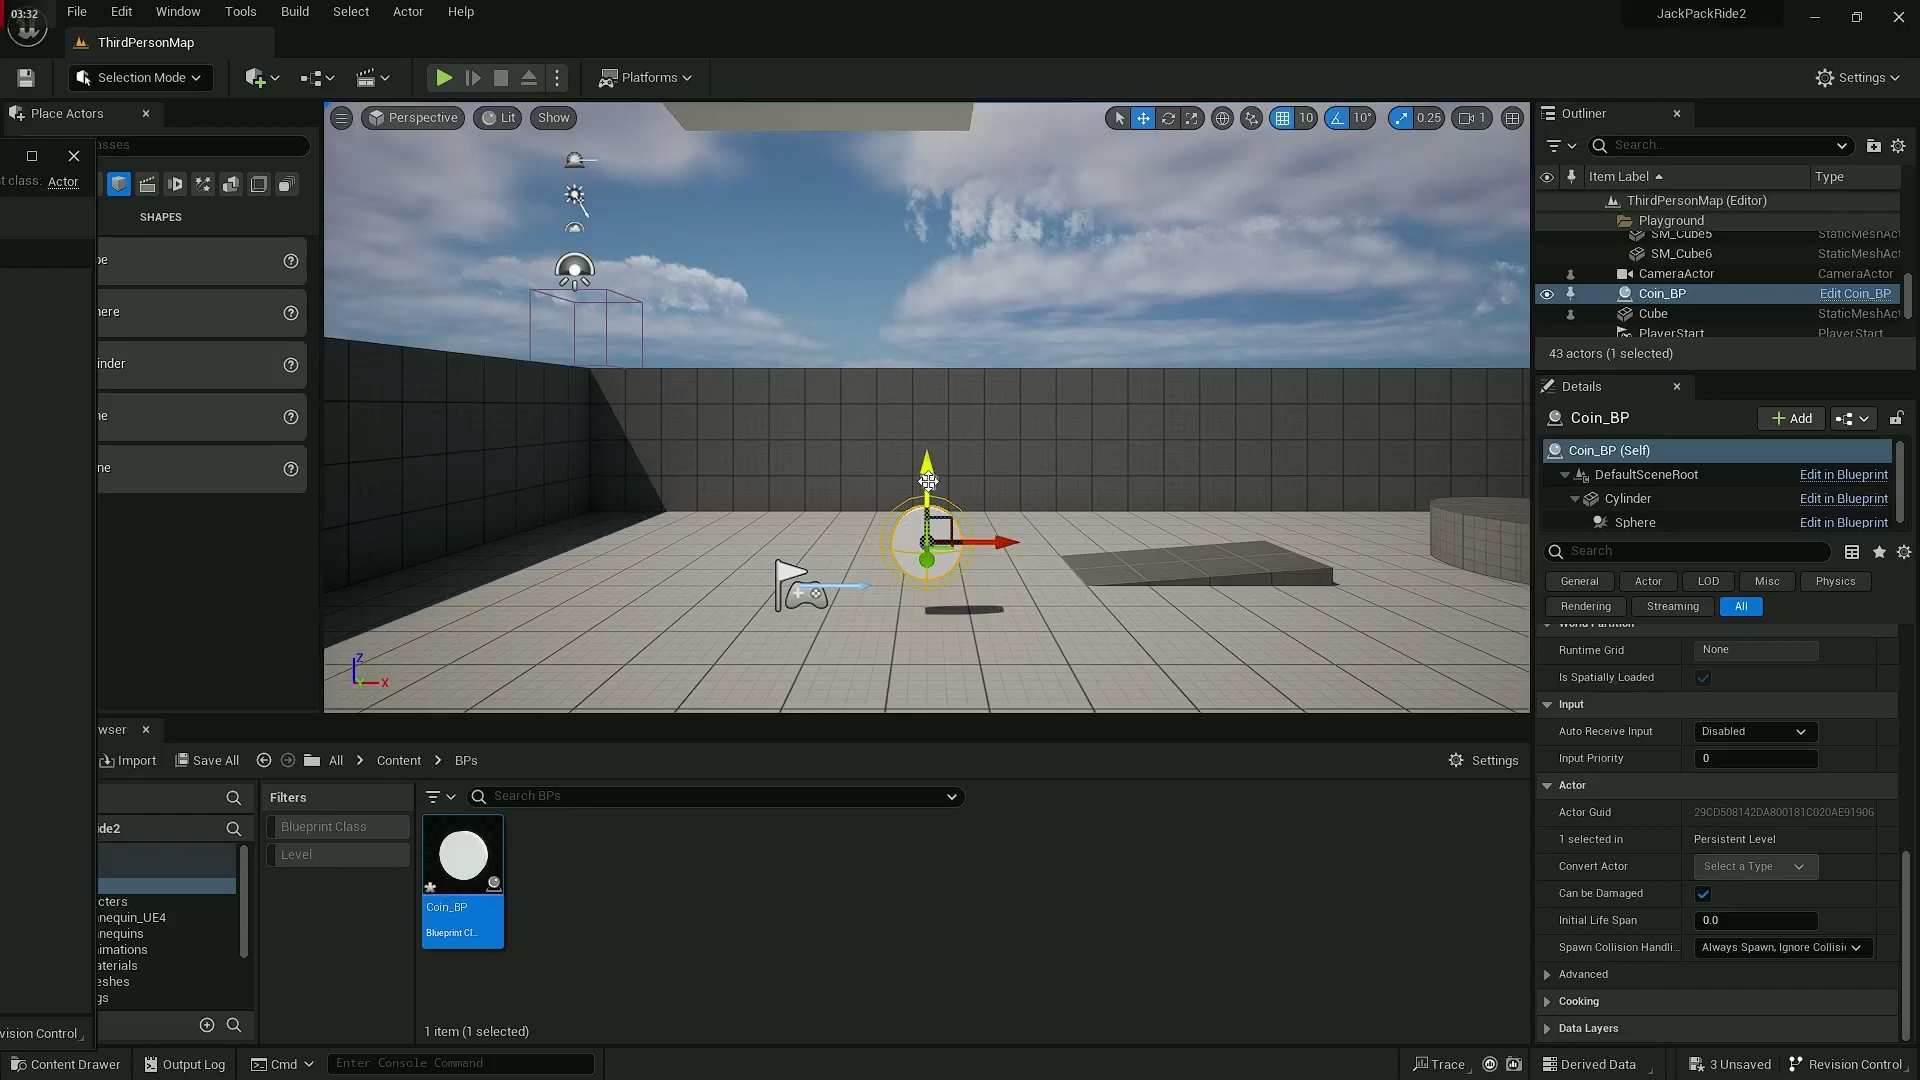 03:32
File
Edit
Window
Tools
Build
Select
Actor
Help
JackPackRide2
ThirdPersonMap
Selection Mode
Platforms
Settings
Place Actors
asses
t class: Actor
SHAPES
be
here
inder
ne
ne
Perspective
Lit
Show
10
10°
0.25
1
Z
X
Outliner
Search...
Item Label
Type
ThirdPersonMap (Editor)
Playground
SM_Cube5
StaticMeshAct
SM_Cube6
StaticMeshAct
CameraActor
CameraActor
Coin_BP
Edit Coin_BP
Cube
StaticMeshAct
PlayerStart
PlayerStart
43 actors (1 selected)
Details
Coin_BP
Add
Coin_BP (Self)
DefaultSceneRoot
Edit in Blueprint
Cylinder
Edit in Blueprint
Sphere
Edit in Blueprint
Search
General
Actor
LOD
Misc
Physics
Rendering
Streaming
All
World Partition
Runtime Grid
None
Is Spatially Loaded
Input
Auto Receive Input
Disabled
Input Priority
0
Actor
Actor Guid
29CD508142DA800181C020AE91906
1 selected in
Persistent Level
Convert Actor
Select a Type
Can be Damaged
Initial Life Span
0.0
Spawn Collision Handli...
Always Spawn, Ignore Collisi
Advanced
Cooking
Data Layers
wser
Import
Save All
All
Content
BPs
Settings
Filters
Search BPs
Blueprint Class
Level
ide2
cters
nequin_UE4
nequins
nimations
aterials
eshes
gs
Coin_BP
Blueprint Cl...
1 item (1 selected)
vision Control
Content Drawer
Output Log
Cmd
Enter Console Command
Trace
Derived Data
3 Unsaved
Revision Control